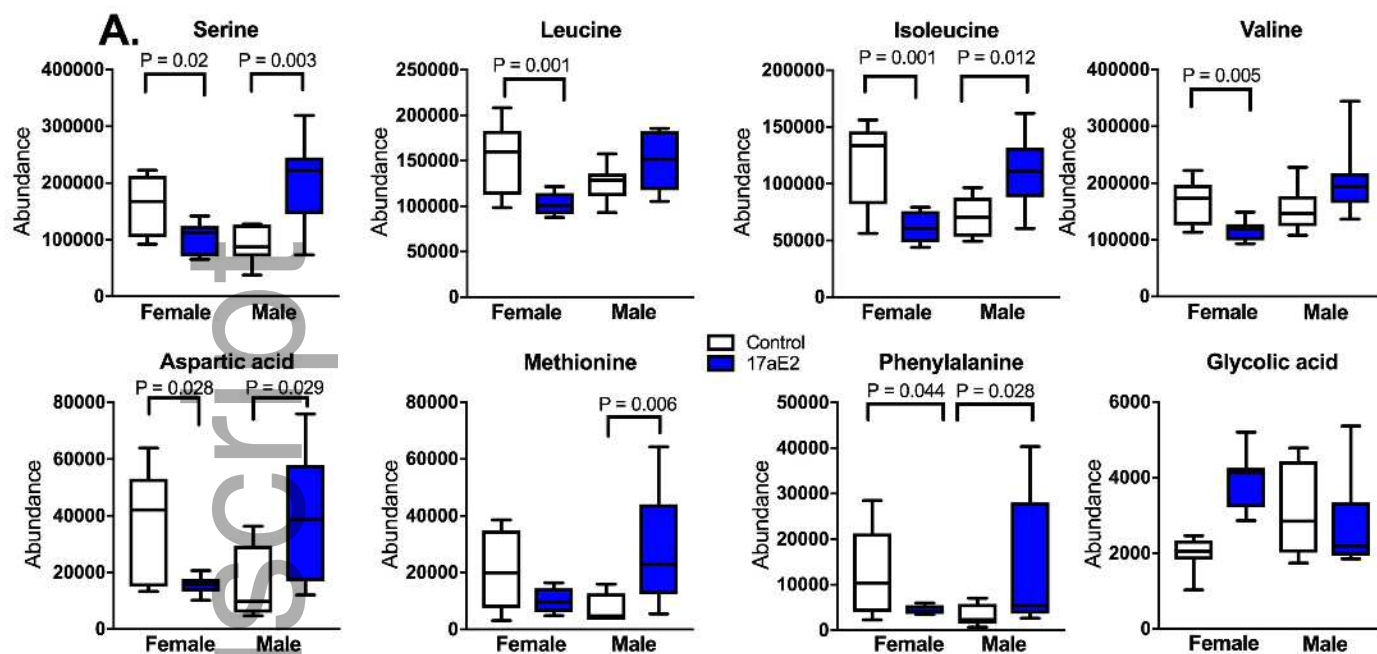 A.
Serine
P = 0.02
P = 0.003
400000
300000
200000
100000
0
Abundance
Female
Male
Leucine
P = 0.001
250000
200000
150000
100000
50000
0
Abundance
Female
Male
Isoleucine
P = 0.001
P = 0.012
200000
150000
100000
50000
0
Abundance
Female
Male
Valine
P = 0.005
400000
300000
200000
100000
0
Abundance
Female
Male
Control
17aE2
Aspartic acid
P = 0.028
P = 0.029
80000
60000
40000
20000
0
Abundance
Female
Male
Methionine
P = 0.006
80000
60000
40000
20000
0
Abundance
Female
Male
Phenylalanine
P = 0.044
P = 0.028
50000
40000
30000
20000
10000
0
Abundance
Female
Male
Glycolic acid
6000
4000
2000
0
Abundance
Female
Male
script